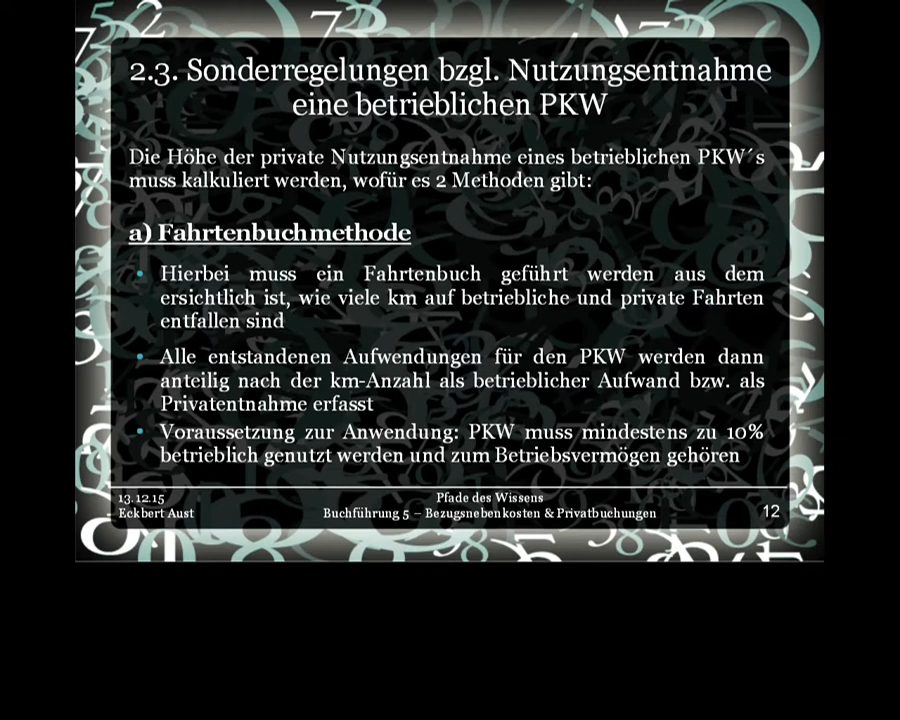 2.3. Sonderregelungen bzgl. Nutzungsentnahme
eine betrieblichen PKW
Die Höhe der private Nutzungsentnahme eines betrieblichen PKW´s
muss kalkuliert werden, wofür es 2 Methoden gibt:
a) Fahrtenbuchmethode
• Hierbei muss ein Fahrtenbuch geführt werden aus dem
ersichtlich ist, wie viele km auf betriebliche und private Fahrten
entfallen sind
• Alle entstandenen Aufwendungen für den PKW werden dann
anteilig nach der km-Anzahl als betrieblicher Aufwand bzw. als
Privatentnahme erfasst
• Voraussetzung zur Anwendung: PKW muss mindestens zu 10%
betrieblich genutzt werden und zum Betriebsvermögen gehören
13.12.15
Eckbert Aust
Pfade des Wissens
Buchführung 5 – Bezugsnebenkosten & Privatbuchungen
12